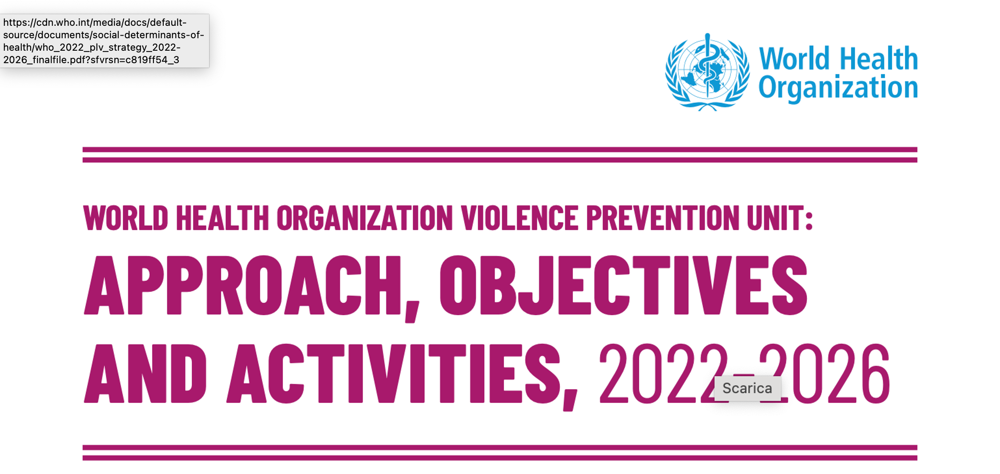 https://cdn.who.int/media/docs/default-
source/documents/social-determinants-of-
health/who_2022_plv_strategy_2022-
2026_finalfile.pdf?sfvrsn=c819ff54_3
World Health
Organization
WORLD HEALTH ORGANIZATION VIOLENCE PREVENTION UNIT:
APPROACH, OBJECTIVES
AND ACTIVITIES, 2022–2026
Scarica